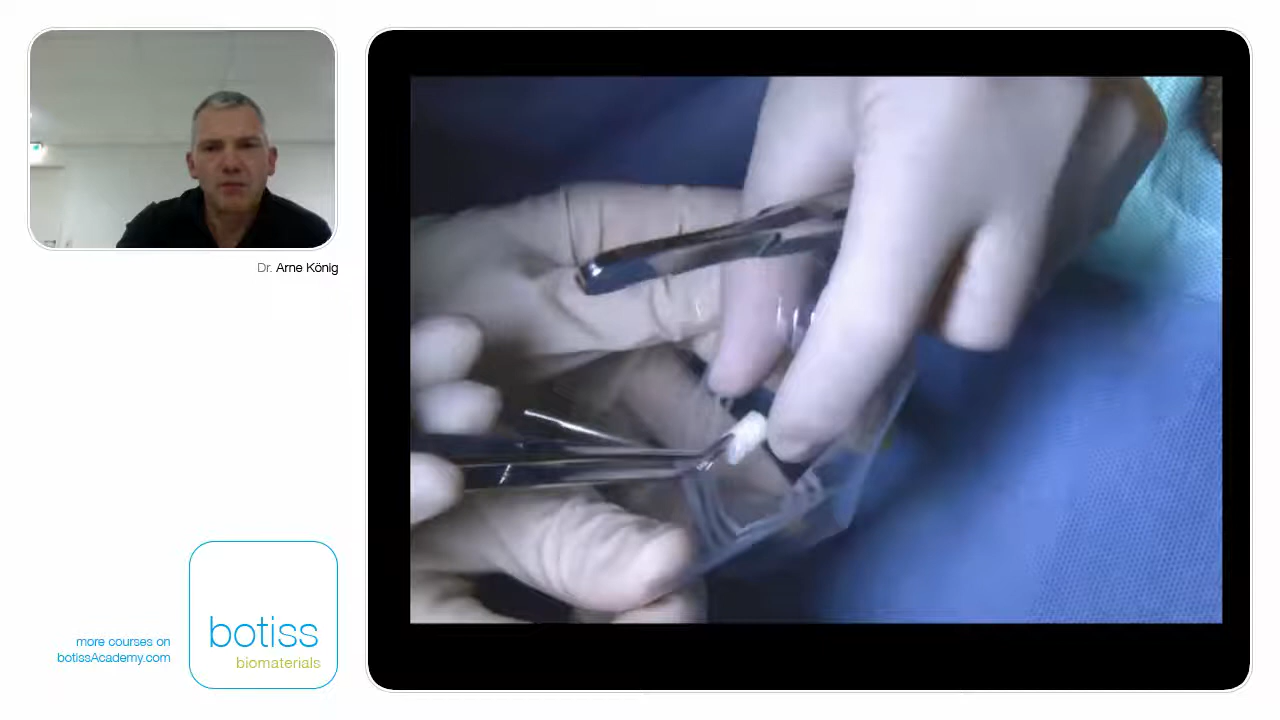 Dr. Arne König
botiss
biomaterials
more courses on
botissAcademy.com